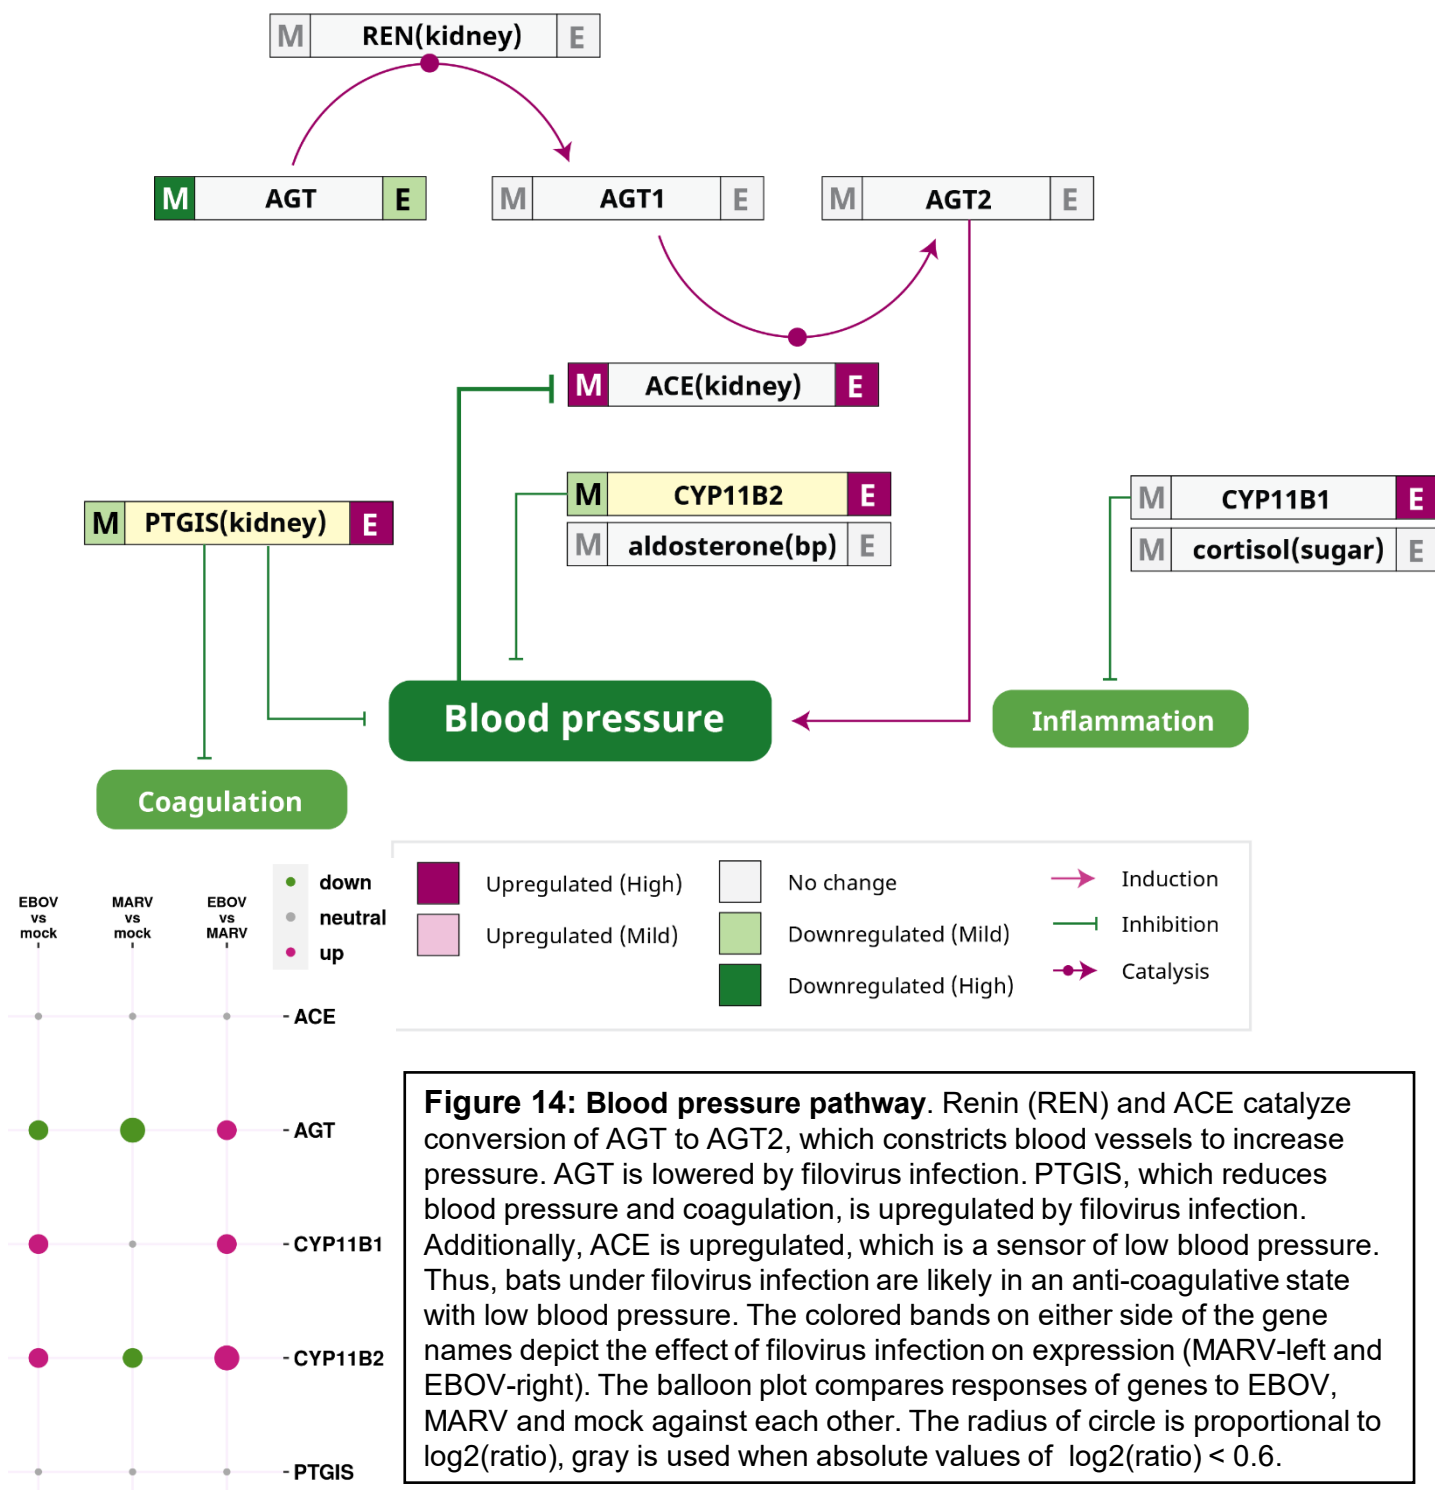 M REN(kidney) E
M AGT E
M AGT1 E
M AGT2 E
M ACE(kidney) E
M CYP11B2 E
M aldosterone(bp) E
M PTGIS(kidney) E
M CYP11B1 E
M cortisol(sugar) E
Blood pressure
Inflammation
Coagulation
EBOV
vs
mock
MARV
vs
mock
EBOV
vs
MARV
down
neutral
up
ACE
AGT
CYP11B1
CYP11B2
PTGIS
Upregulated (High)
Upregulated (Mild)
No change
Downregulated (Mild)
Downregulated (High)
Induction
Inhibition
Catalysis
Figure 14: Blood pressure pathway. Renin (REN) and ACE catalyze
conversion of AGT to AGT2, which constricts blood vessels to increase
pressure. AGT is lowered by filovirus infection. PTGIS, which reduces
blood pressure and coagulation, is upregulated by filovirus infection.
Additionally, ACE is upregulated, which is a sensor of low blood pressure.
Thus, bats under filovirus infection are likely in an anti-coagulative state
with low blood pressure. The colored bands on either side of the gene
names depict the effect of filovirus infection on expression (MARV-left and
EBOV-right). The balloon plot compares responses of genes to EBOV,
MARV and mock against each other. The radius of circle is proportional to
log2(ratio), gray is used when absolute values of log2(ratio) < 0.6.